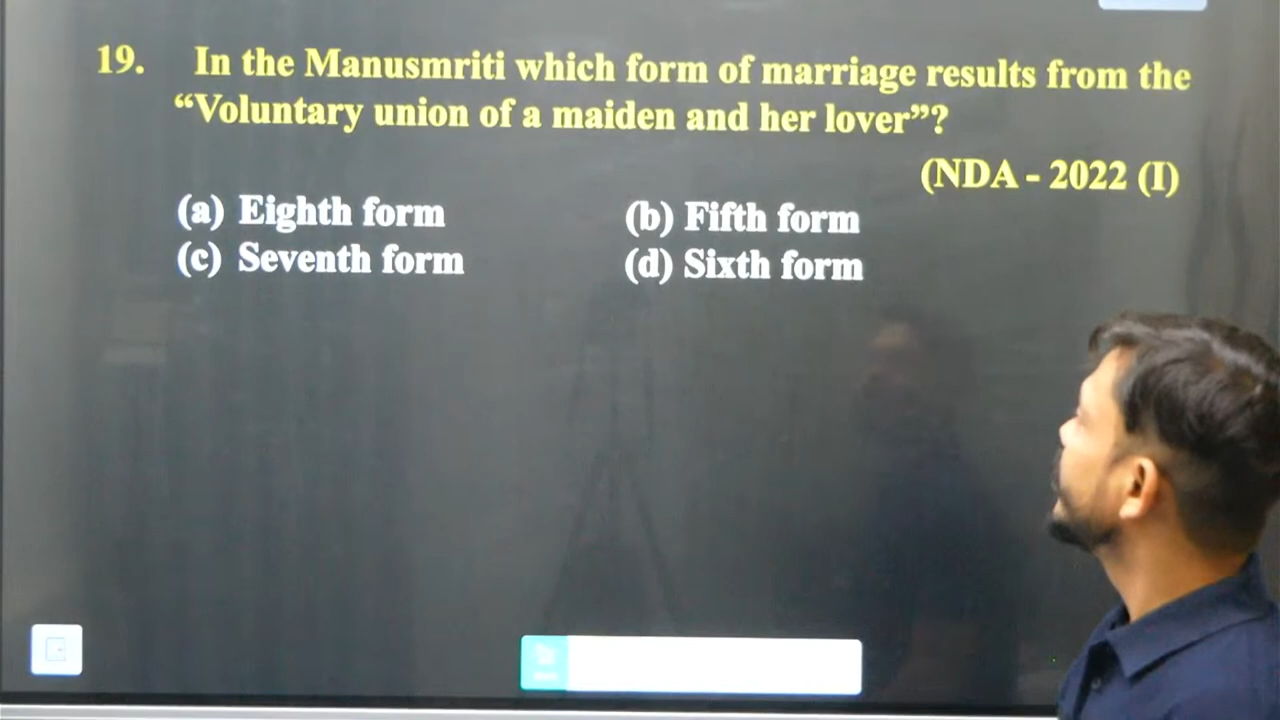 19. In the Manusmriti which form of marriage results from the
“Voluntary union of a maiden and her lover”?
(NDA - 2022 (I)
(a) Eighth form (b) Fifth form
(c) Seventh form (d) Sixth form